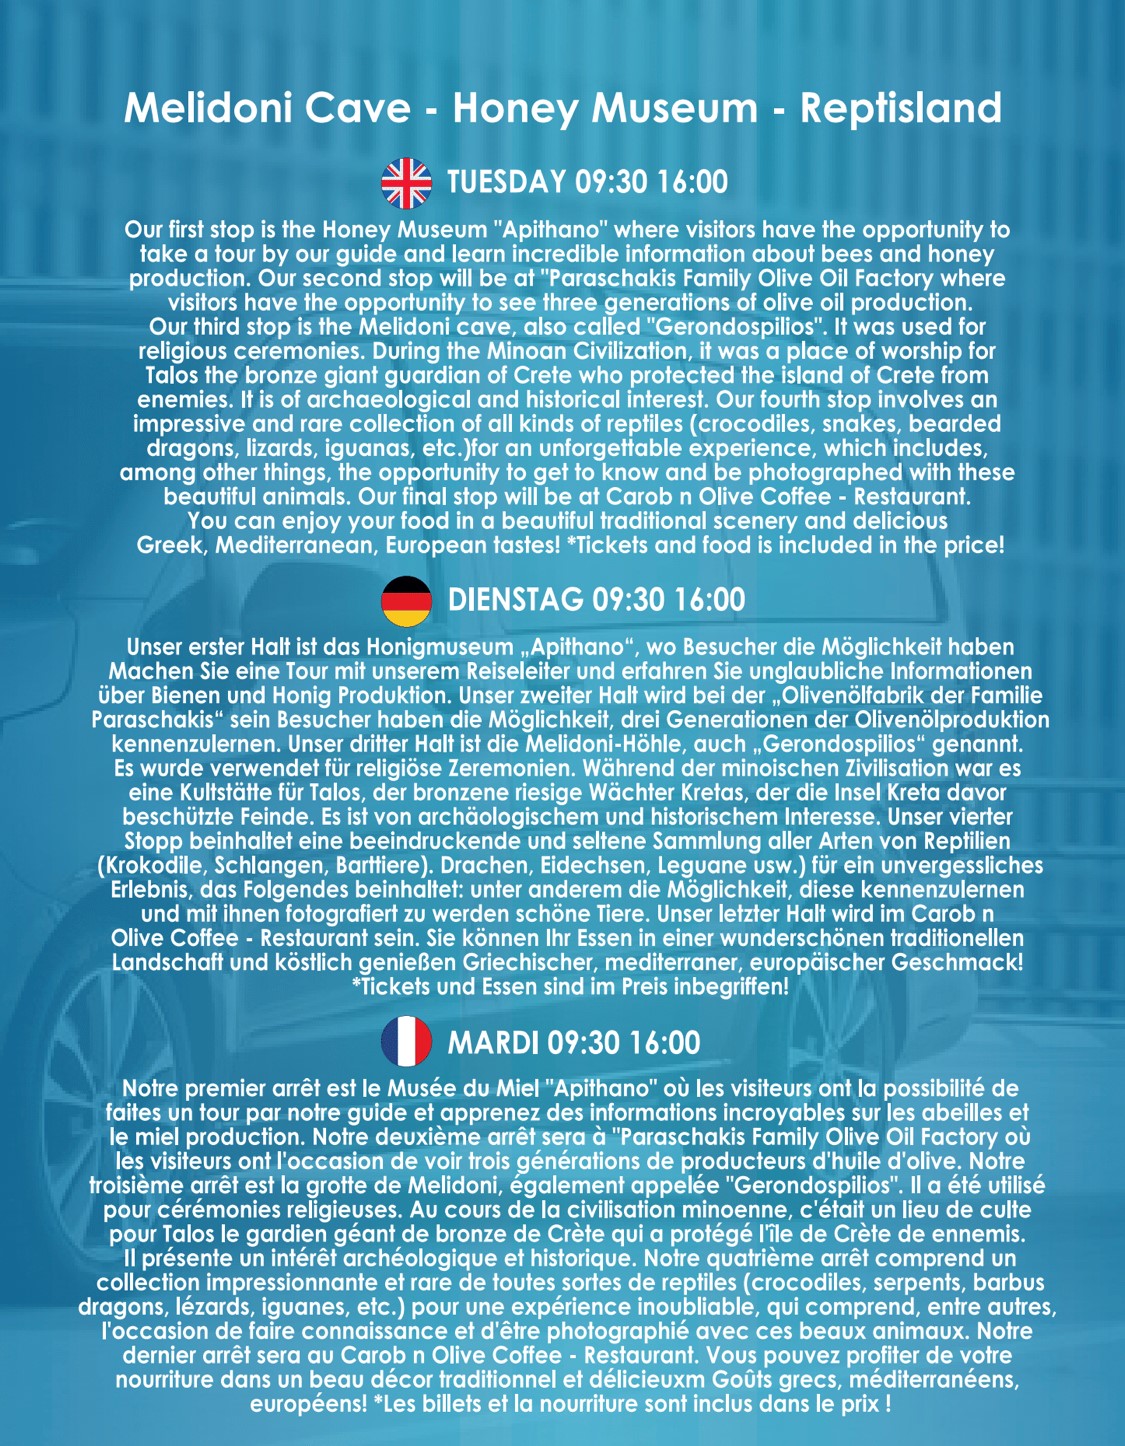 Melidoni Cave - Honey Museum - Reptisland
TUESDAY 09:30 16:00
Our first stop is the Honey Museum "Apithano" where visitors have the opportunity to
take a tour by our guide and learn incredible information about bees and honey
production. Our second stop will be at "Paraschakis Family Olive Oil Factory where
visitors have the opportunity to see three generations of olive oil production.
Our third stop is the Melidoni cave, also called "Gerondospilios". It was used for
religious ceremonies. During the Minoan Civilization, it was a place of worship for
Talos the bronze giant guardian of Crete who protected the island of Crete from
enemies. It is of archaeological and historical interest. Our fourth stop involves an
impressive and rare collection of all kinds of reptiles (crocodiles, snakes, bearded
dragons, lizards, iguanas, etc.)for an unforgettable experience, which includes,
among other things, the opportunity to get to know and be photographed with these
beautiful animals. Our final stop will be at Carob n Olive Coffee - Restaurant.
You can enjoy your food in a beautiful traditional scenery and delicious
Greek, Mediterranean, European tastes! *Tickets and food is included in the price!
DIENSTAG 09:30 16:00
Unser erster Halt ist das Honigmuseum „Apithano“, wo Besucher die Möglichkeit haben
Machen Sie eine Tour mit unserem Reiseleiter und erfahren Sie unglaubliche Informationen
über Bienen und Honig Produktion. Unser zweiter Halt wird bei der „Olivenölfabrik der Familie
Paraschakis“ sein Besucher haben die Möglichkeit, drei Generationen der Olivenölproduktion
kennenzulernen. Unser dritter Halt ist die Melidoni-Höhle, auch „Gerondospilios“ genannt.
Es wurde verwendet für religiöse Zeremonien. Während der minoischen Zivilisation war es
eine Kultstätte für Talos, der bronzene riesige Wächter Kretas, der die Insel Kreta davor
beschützte Feinde. Es ist von archäologischem und historischem Interesse. Unser vierter
Stopp beinhaltet eine beeindruckende und seltene Sammlung aller Arten von Reptilien
(Krokodile, Schlangen, Barttiere). Drachen, Eidechsen, Leguane usw.) für ein unvergessliches
Erlebnis, das Folgendes beinhaltet: unter anderem die Möglichkeit, diese kennenzulernen
und mit ihnen fotografiert zu werden schöne Tiere. Unser letzter Halt wird im Carob n
Olive Coffee - Restaurant sein. Sie können Ihr Essen in einer wunderschönen traditionellen
Landschaft und köstlich genießen Griechischer, mediterraner, europäischer Geschmack!
*Tickets und Essen sind im Preis inbegriffen!
MARDI 09:30 16:00
Notre premier arrêt est le Musée du Miel "Apithano" où les visiteurs ont la possibilité de
faites un tour par notre guide et apprenez des informations incroyables sur les abeilles et
le miel production. Notre deuxième arrêt sera à "Paraschakis Family Olive Oil Factory où
les visiteurs ont l'occasion de voir trois générations de producteurs d'huile d'olive. Notre
troisième arrêt est la grotte de Melidoni, également appelée "Gerondospilios". Il a été utilisé
pour cérémonies religieuses. Au cours de la civilisation minoenne, c'était un lieu de culte
pour Talos le gardien géant de bronze de Crète qui a protégé l'île de Crète de ennemis.
Il présente un intérêt archéologique et historique. Notre quatrième arrêt comprend un
collection impressionnante et rare de toutes sortes de reptiles (crocodiles, serpents, barbus
dragons, lézards, iguanes, etc.) pour une expérience inoubliable, qui comprend, entre autres,
l'occasion de faire connaissance et d'être photographié avec ces beaux animaux. Notre
dernier arrêt sera au Carob n Olive Coffee - Restaurant. Vous pouvez profiter de votre
nourriture dans un beau décor traditionnel et délicieuxm Goûts grecs, méditerranéens,
européens! *Les billets et la nourriture sont inclus dans le prix !